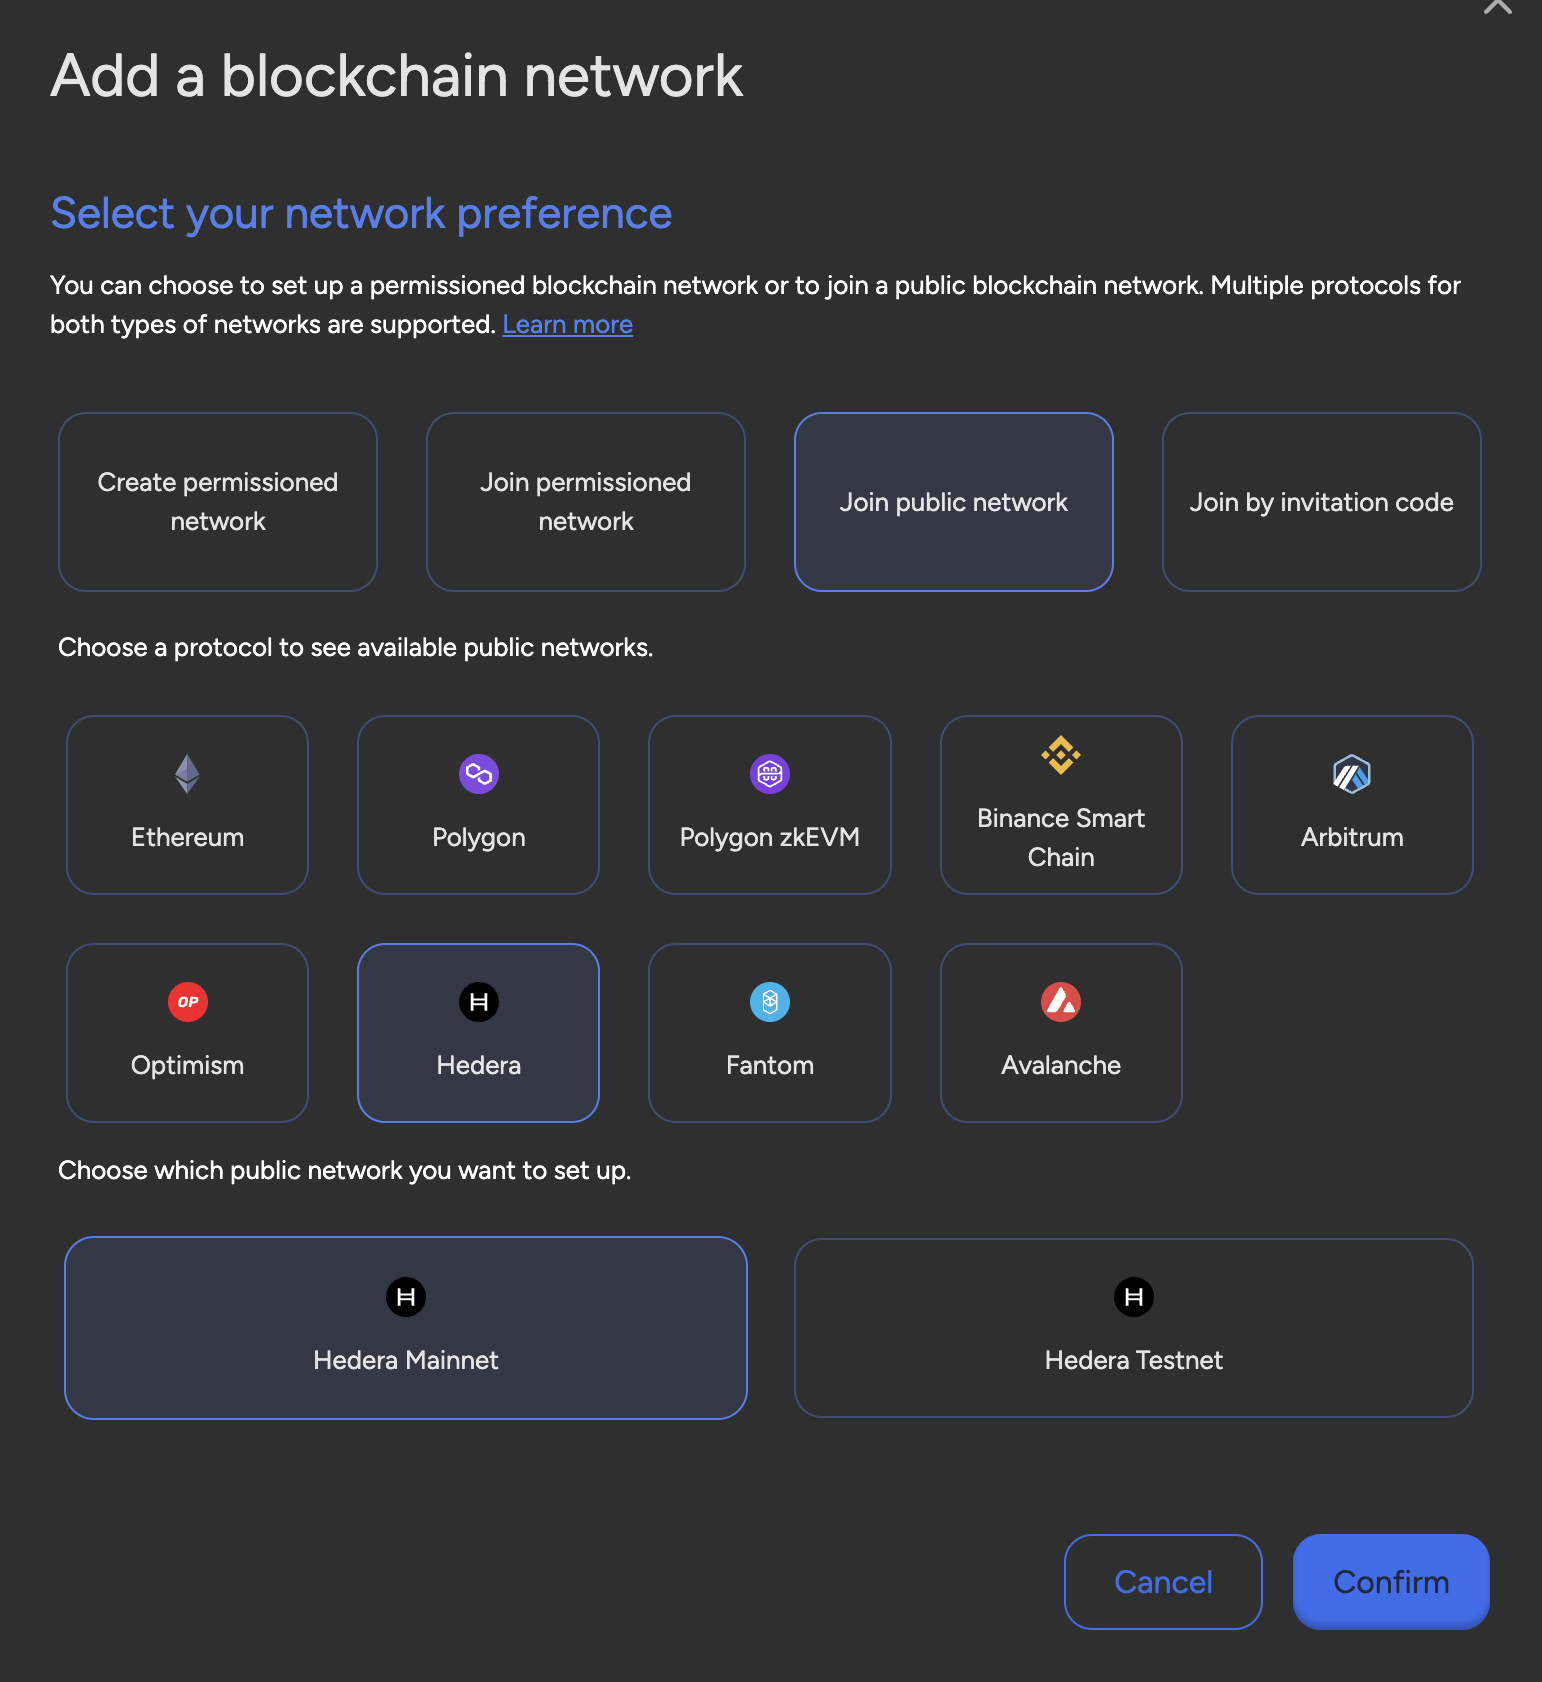 Add a blockchain network
Select your network preference
You can choose to set up a permissioned blockchain network or to join a public blockchain network. Multiple protocols for
both types of networks are supported. Learn more
Create permissioned
network
Join permissioned
network
Join public network
Join by invitation code
Choose a protocol to see available public networks.
Ethereum
Polygon
Polygon zkEVM
Binance Smart
Chain
Arbitrum
OP
Optimism
H
Hedera
Fantom
Avalanche
Choose which public network you want to set up.
H
Hedera Mainnet
H
Hedera Testnet
Cancel
Confirm